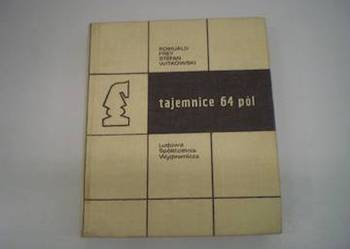 ROMUALD
FREY
STEFAN
WITKOWSKI
tajemnice 64 pól
Ludowa
Spółdzielnia
Wydawnicza